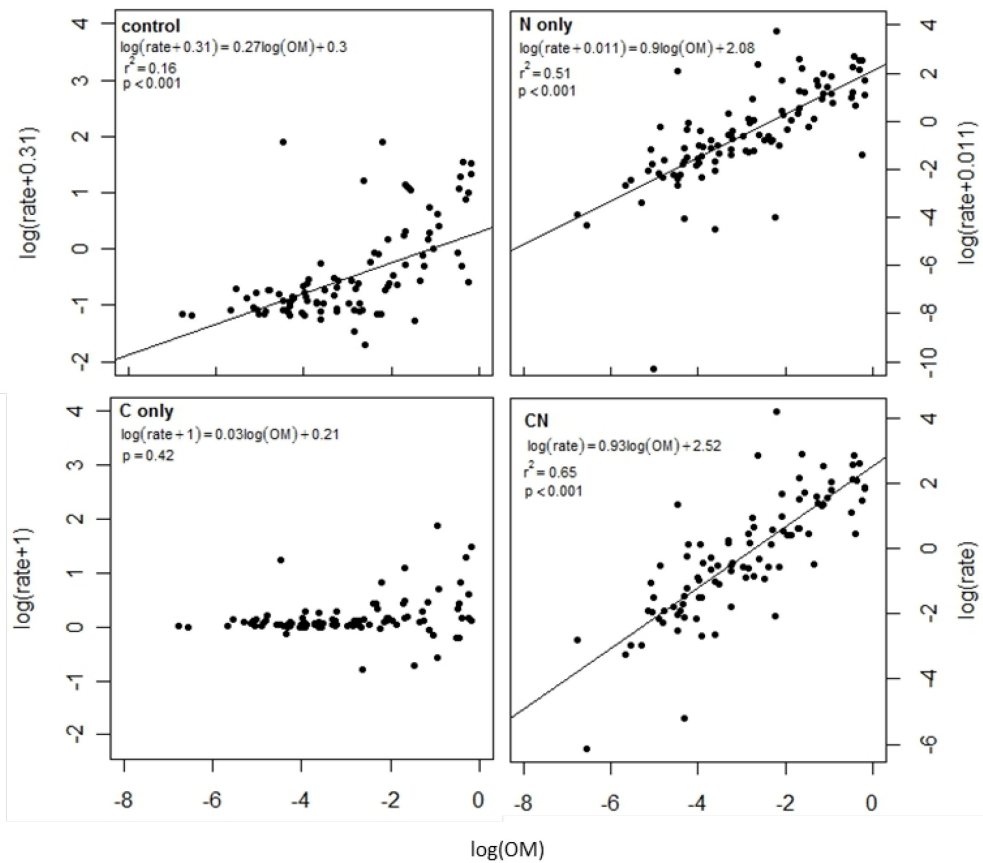 control
log(rate+0.31)=0.27log(OM)+0.3
r²=0.16
p<0.001
4
3
2
1
0
-1
-2
log(rate+0.31)
N only
log(rate+0.011)=0.9log(OM)+2.08
r²=0.51
p<0.001
4
2
0
-2
-4
-6
-8
-10
log(rate+0.011)
C only
log(rate+1)=0.03log(OM)+0.21
p=0.42
4
3
2
1
0
-1
-2
log(rate+1)
-8 -6 -4 -2 0
CN
log(rate)=0.93log(OM)+2.52
r²=0.65
p<0.001
4
2
0
-2
-4
-6
log(rate)
-8 -6 -4 -2 0
log(OM)